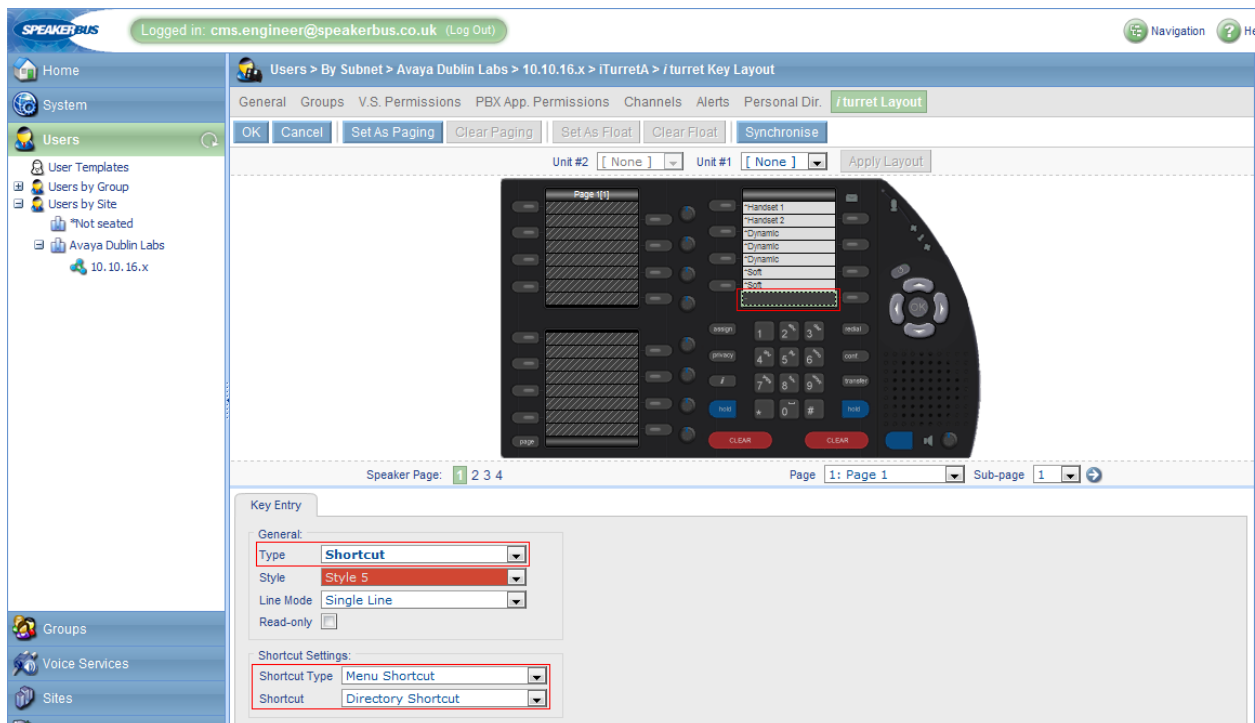 SPEAKERBUS
Logged in: cms.engineer@speakerbus.co.uk (Log Out)
Navigation
He
Home
System
Users
User Templates
Users by Group
Users by Site
*Not seated
Avaya Dublin Labs
10.10.16.x
Groups
Voice Services
Sites
Users > By Subnet > Avaya Dublin Labs > 10.10.16.x > iTurretA > i turret Key Layout
General Groups V.S. Permissions PBX App. Permissions Channels Alerts Personal Dir. i turret Layout
OK Cancel Set As Paging Clear Paging Set As Float Clear Float Synchronise
Unit #2 [ None ] Unit #1 [ None ] Apply Layout
Page 1[1]
*Handset 1
*Handset 2
*Dynamic
*Dynamic
*Dynamic
*Soft
*Soft
OK
assign 1 2 3 redial
privacy 4 5 6 conf
i 7 8 9 transfer
hold * 0 # hold
page CLEAR CLEAR
Speaker Page: 1 2 3 4
Page 1: Page 1 Sub-page 1
Key Entry
General:
Type Shortcut
Style Style 5
Line Mode Single Line
Read-only
Shortcut Settings:
Shortcut Type Menu Shortcut
Shortcut Directory Shortcut